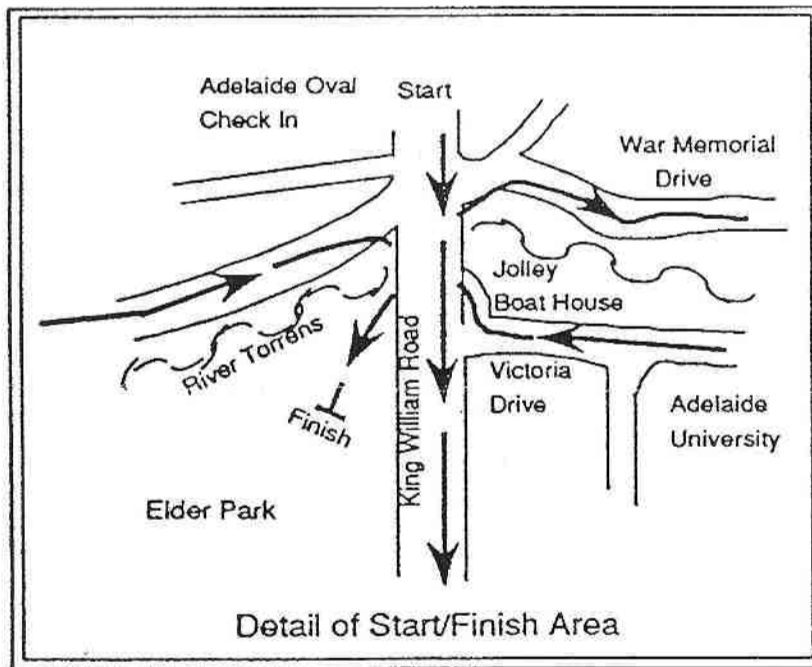 Adelaide Oval
Check In
Start
War Memorial
Drive
Jolley
Boat House
River Torrens
Finish
King William Road
Victoria
Drive
Adelaide
University
Elder Park
Detail of Start/Finish Area